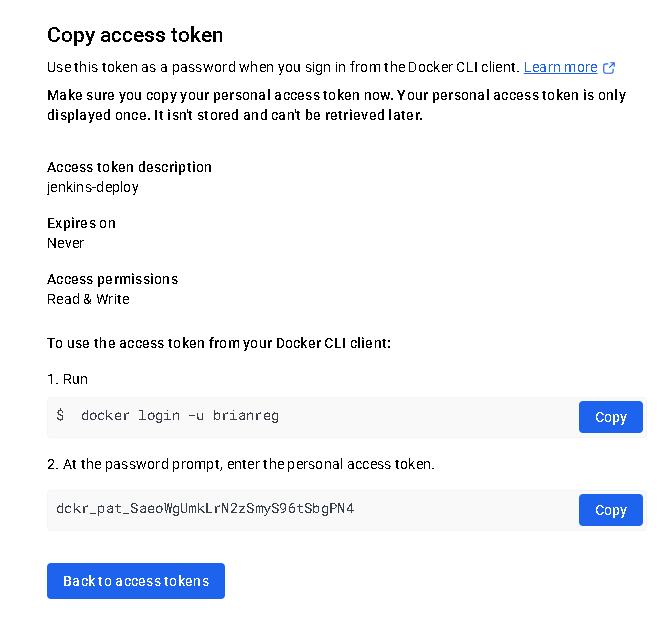 Copy access token
Use this token as a password when you sign in from the Docker CLI client. Learn more
Make sure you copy your personal access token now. Your personal access token is only
displayed once. It isn't stored and can't be retrieved later.
Access token description
jenkins-deploy
Expires on
Never
Access permissions
Read & Write
To use the access token from your Docker CLI client:
1. Run
$ docker login -u brianreg
Copy
2. At the password prompt, enter the personal access token.
dckr_pat_SaeoWgUmkLrN2zSmyS96tSbgPN4
Copy
Back to access tokens